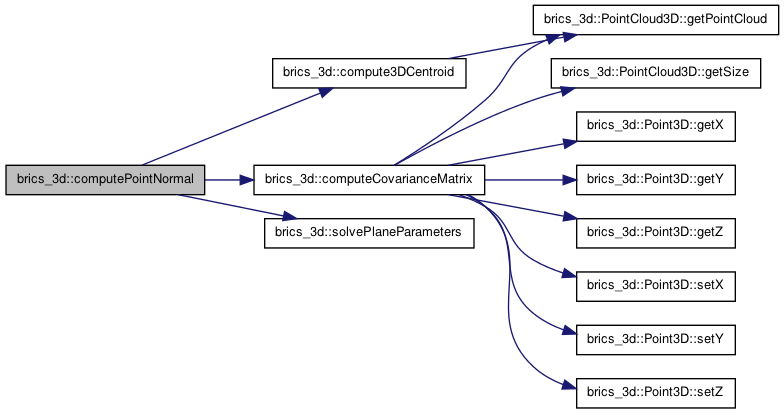 brics_3d::PointCloud3D::getPointCloud
brics_3d::compute3DCentroid
brics_3d::PointCloud3D::getSize
brics_3d::Point3D::getX
brics_3d::computePointNormal
brics_3d::computeCovarianceMatrix
brics_3d::Point3D::getY
brics_3d::solvePlaneParameters
brics_3d::Point3D::getZ
brics_3d::Point3D::setX
brics_3d::Point3D::setY
brics_3d::Point3D::setZ